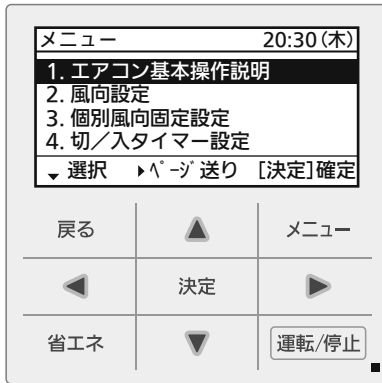 メニュー 20:30(木)
1. エアコン基本操作説明
2. 風向設定
3. 個別風向固定設定
4. 切／入タイマー設定
選択 ﾍﾟｰｼﾞ送り [決定]確定
戻る メニュー
決定
省エネ 運転/停止